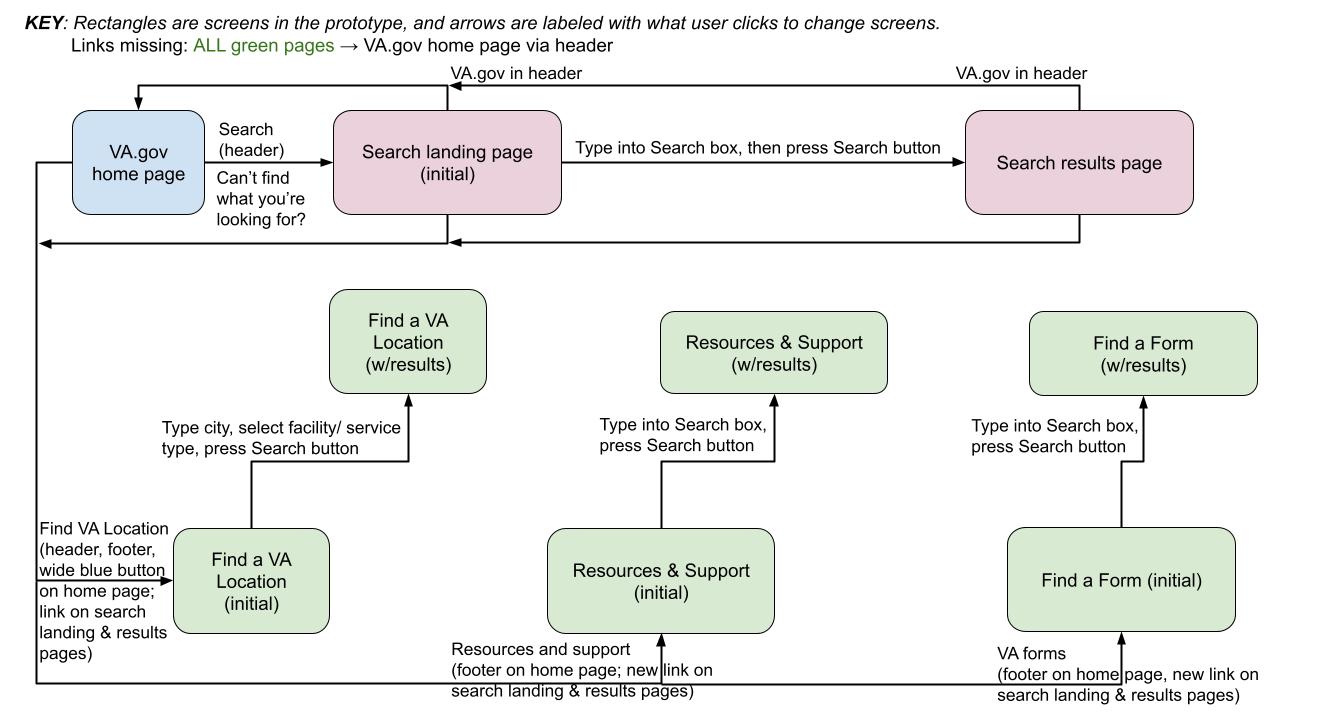 KEY: Rectangles are screens in the prototype, and arrows are labeled with what user clicks to change screens.
Links missing: ALL green pages → VA.gov home page via header
VA.gov in header
VA.gov in header
VA.gov
home page
Search
(header)
Can't find
what you're
looking for?
Search landing page
(initial)
Type into Search box, then press Search button
Search results page
Find a VA
Location
(w/results)
Resources & Support
(w/results)
Find a Form
(w/results)
Type city, select facility/ service
type, press Search button
Type into Search box,
press Search button
Type into Search box,
press Search button
Find VA Location
(header, footer,
wide blue button
on home page;
link on search
landing & results
pages)
Find a VA
Location
(initial)
Resources & Support
(initial)
Find a Form (initial)
Resources and support
(footer on home page; new link on
search landing & results pages)
VA forms
(footer on home page, new link on
search landing & results pages)